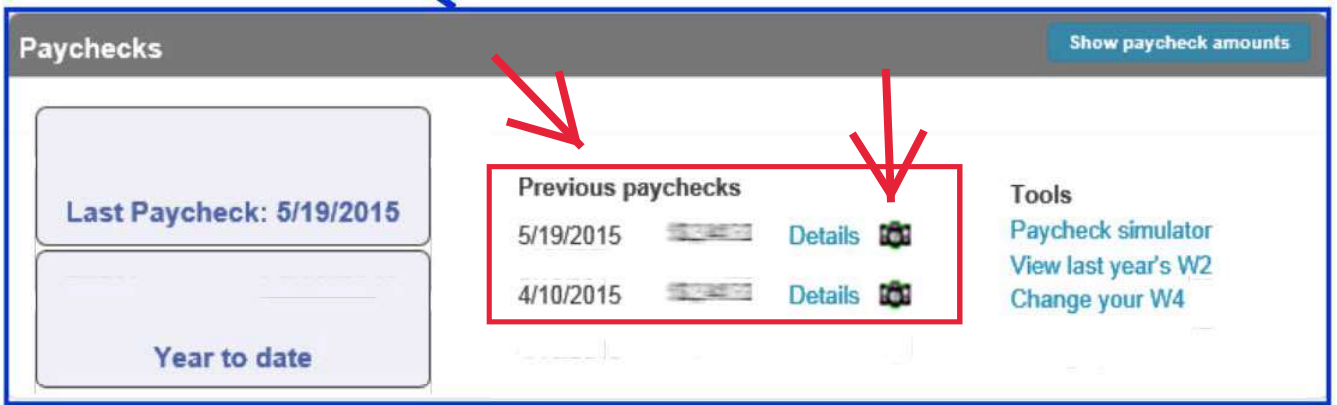 Paychecks
Show paycheck amounts
Last Paycheck: 5/19/2015
Year to date
Previous paychecks
5/19/2015 Details
4/10/2015 Details
Tools
Paycheck simulator
View last year's W2
Change your W4